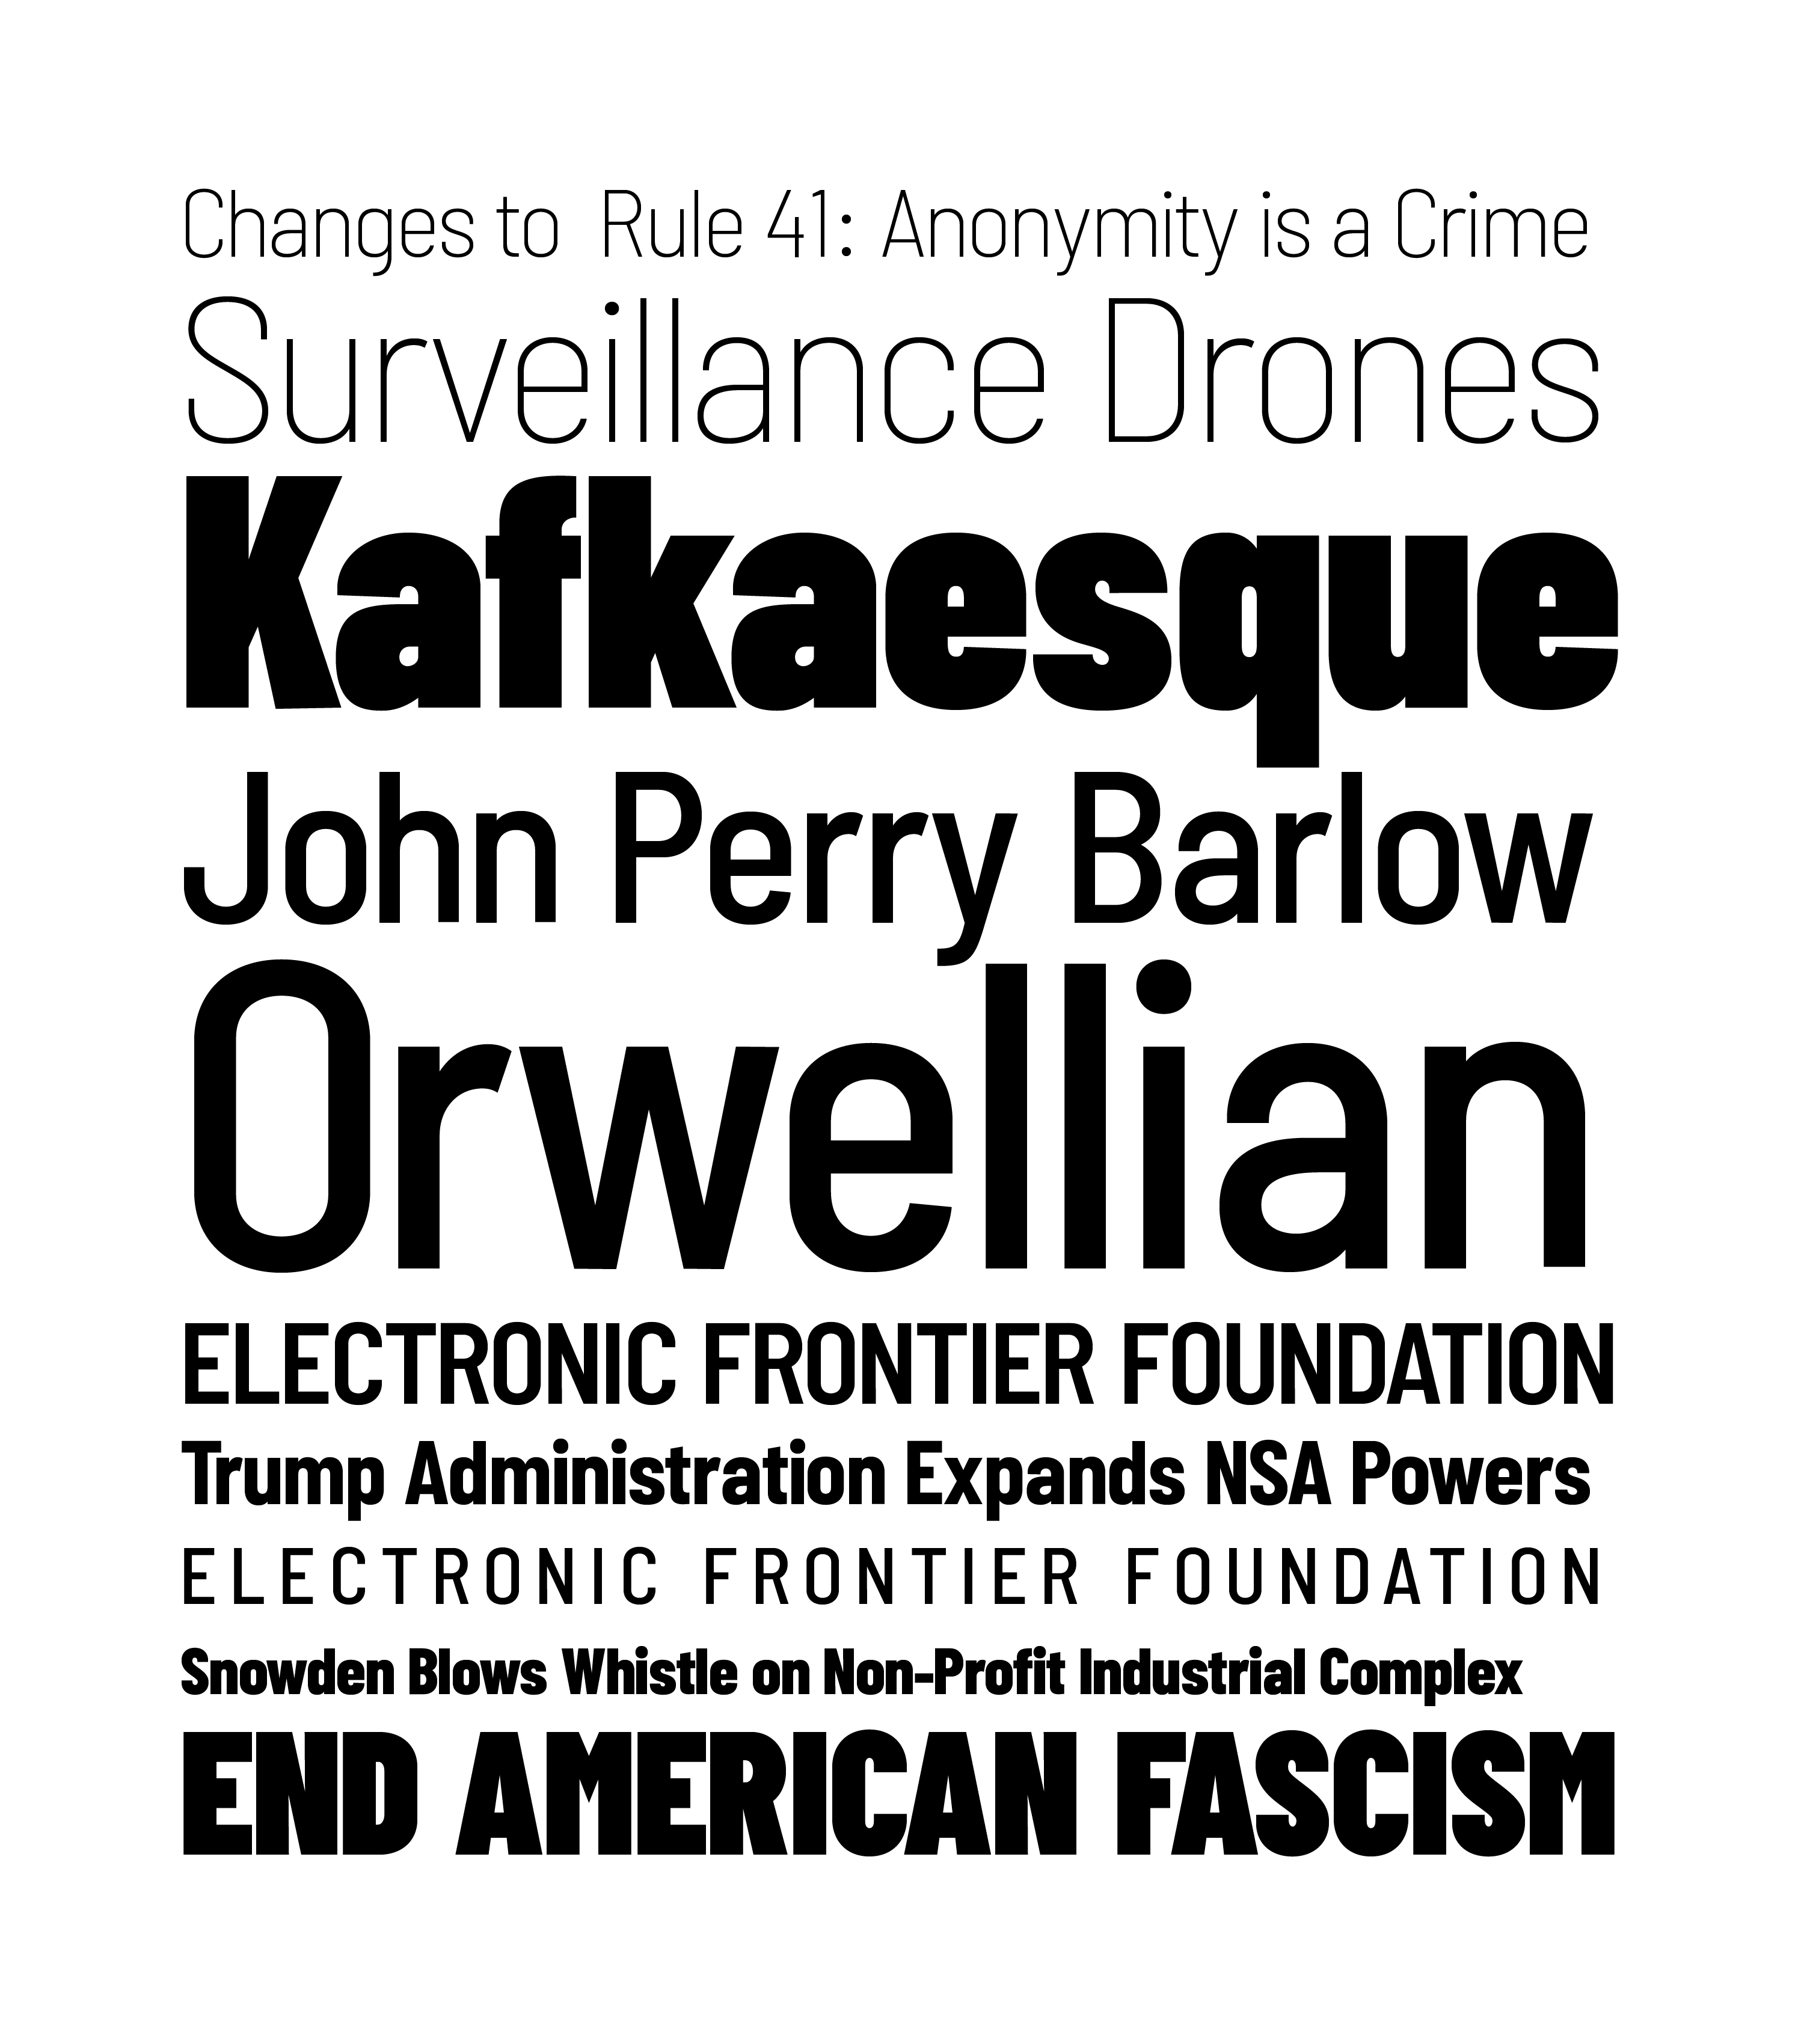 Changes to Rule 41: Anonymity is a Crime
Surveillance Drones
Kafkaesque
John Perry Barlow
Orwellian
ELECTRONIC FRONTIER FOUNDATION
Trump Administration Expands NSA Powers
ELECTRONIC FRONTIER FOUNDATION
Snowden Blows Whistle on Non-Profit Industrial Complex
END AMERICAN FASCISM